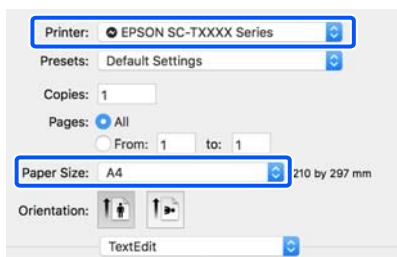 Printer: EPSON SC-TXXXX Series
Presets: Default Settings
Copies: 1
Pages: All
From: 1 to: 1
Paper Size: A4 210 by 297 mm
Orientation:
TextEdit